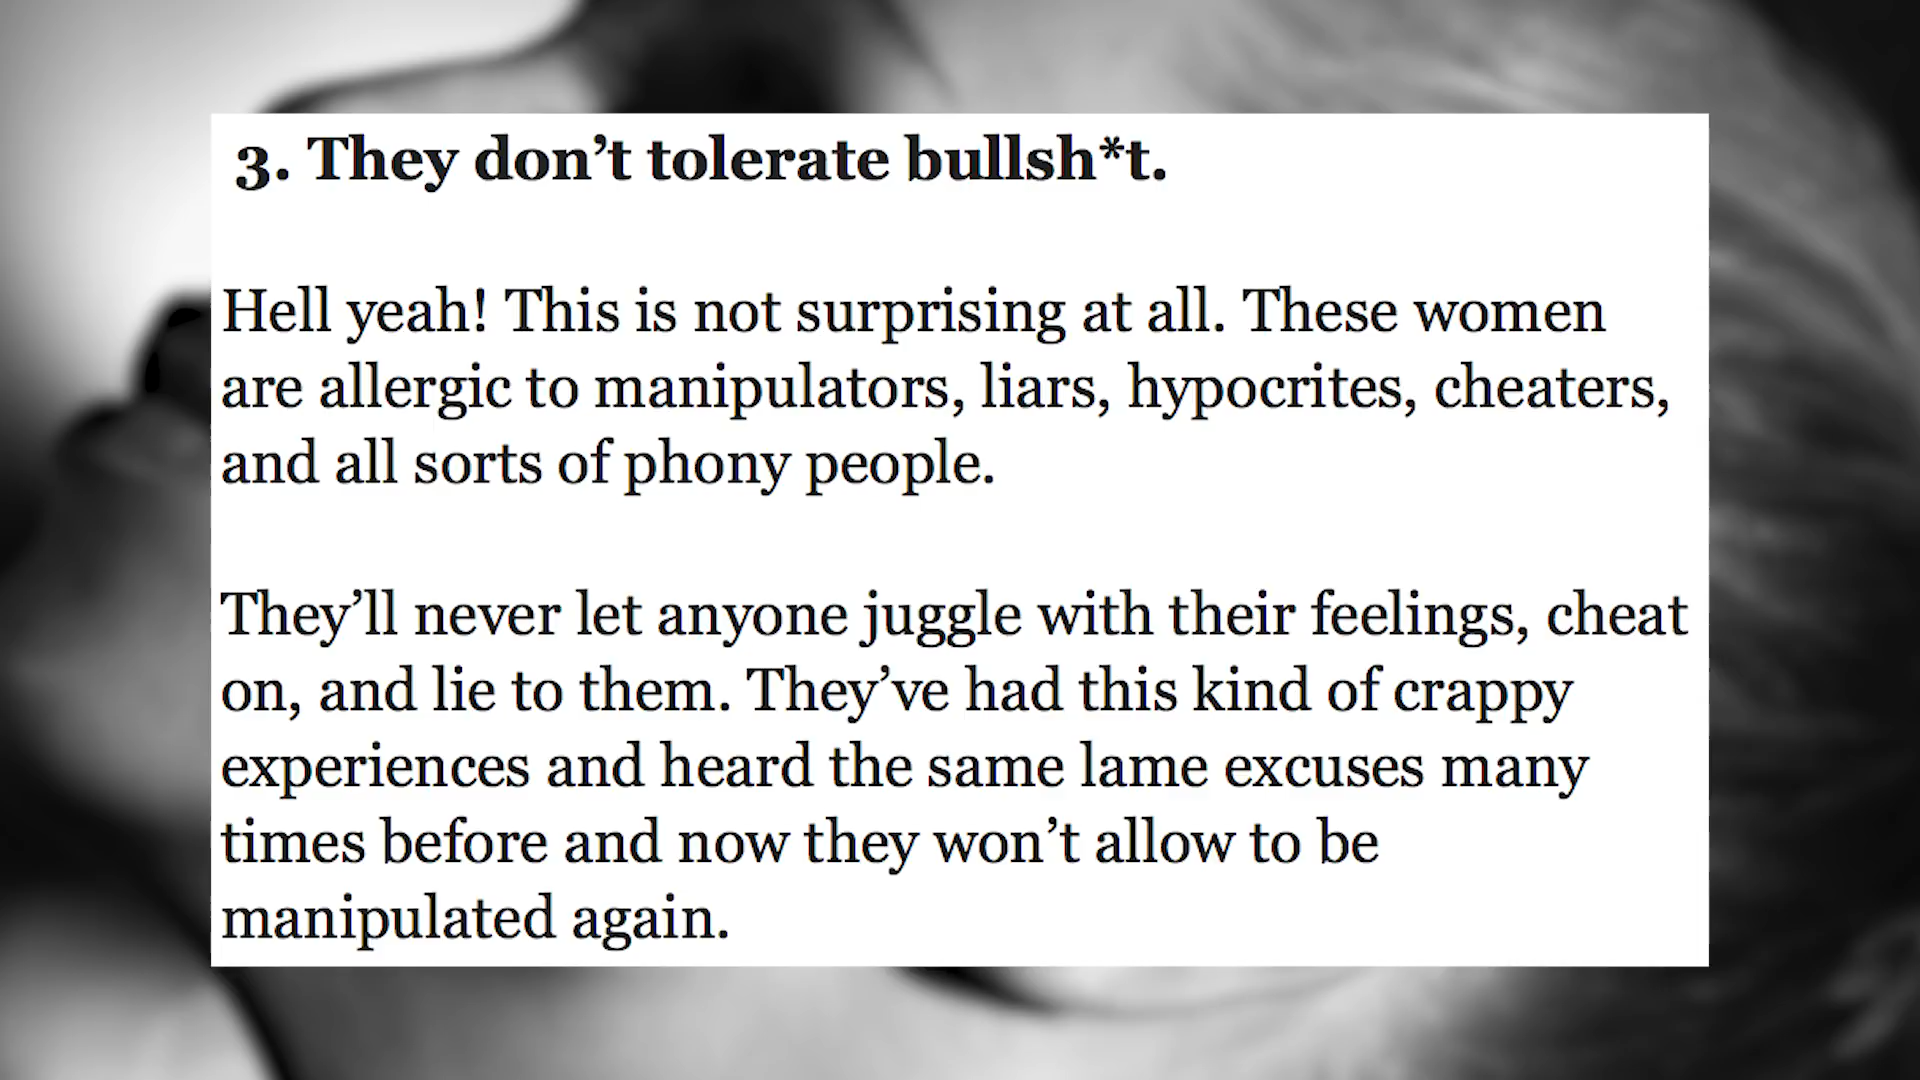 3. They don’t tolerate bullsh*t.
Hell yeah! This is not surprising at all. These women
are allergic to manipulators, liars, hypocrites, cheaters,
and all sorts of phony people.
They’ll never let anyone juggle with their feelings, cheat
on, and lie to them. They’ve had this kind of crappy
experiences and heard the same lame excuses many
times before and now they won’t allow to be
manipulated again.